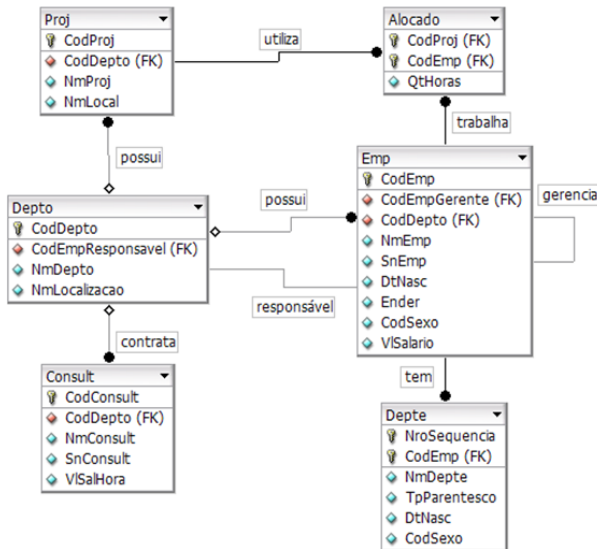 Proj
CodProj
CodDepto (FK)
NmProj
NmLocal
utiliza
Alocado
CodProj (FK)
CodEmp (FK)
QtHoras
possui
trabalha
Depto
CodDepto
CodEmpResponsavel (FK)
NmDepto
NmLocalizacao
possui
responsável
Emp
CodEmp
CodEmpGerente (FK)
CodDepto (FK)
NmEmp
SnEmp
DtNasc
Ender
CodSexo
VlSalario
gerencia
contrata
tem
Consult
CodConsult
CodDepto (FK)
NmConsult
SnConsult
VlSalHora
Depte
NroSequencia
CodEmp (FK)
NmDepte
TpParentesco
DtNasc
CodSexo